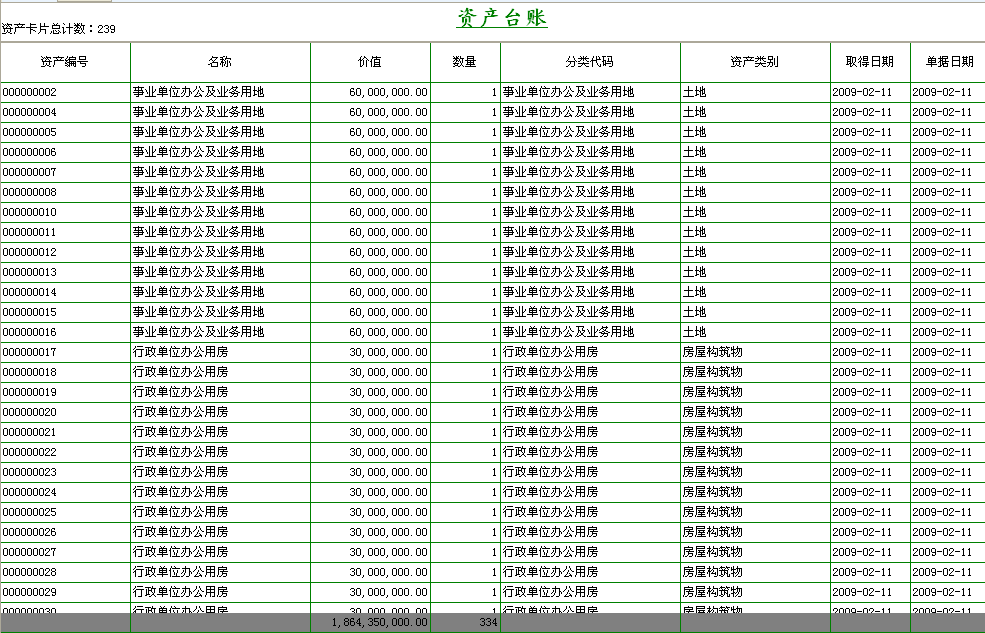 资产台账
资产卡片总计数：239
资产编号 名称 价值 数量 分类代码 资产类别 取得日期 单据日期
000000002 事业单位办公及业务用地 60,000,000.00 1 事业单位办公及业务用地 土地 2009-02-11 2009-02-11
000000004 事业单位办公及业务用地 60,000,000.00 1 事业单位办公及业务用地 土地 2009-02-11 2009-02-11
000000005 事业单位办公及业务用地 60,000,000.00 1 事业单位办公及业务用地 土地 2009-02-11 2009-02-11
000000006 事业单位办公及业务用地 60,000,000.00 1 事业单位办公及业务用地 土地 2009-02-11 2009-02-11
000000007 事业单位办公及业务用地 60,000,000.00 1 事业单位办公及业务用地 土地 2009-02-11 2009-02-11
000000008 事业单位办公及业务用地 60,000,000.00 1 事业单位办公及业务用地 土地 2009-02-11 2009-02-11
000000010 事业单位办公及业务用地 60,000,000.00 1 事业单位办公及业务用地 土地 2009-02-11 2009-02-11
000000011 事业单位办公及业务用地 60,000,000.00 1 事业单位办公及业务用地 土地 2009-02-11 2009-02-11
000000012 事业单位办公及业务用地 60,000,000.00 1 事业单位办公及业务用地 土地 2009-02-11 2009-02-11
000000013 事业单位办公及业务用地 60,000,000.00 1 事业单位办公及业务用地 土地 2009-02-11 2009-02-11
000000014 事业单位办公及业务用地 60,000,000.00 1 事业单位办公及业务用地 土地 2009-02-11 2009-02-11
000000015 事业单位办公及业务用地 60,000,000.00 1 事业单位办公及业务用地 土地 2009-02-11 2009-02-11
000000016 事业单位办公及业务用地 60,000,000.00 1 事业单位办公及业务用地 土地 2009-02-11 2009-02-11
000000017 行政单位办公用房 30,000,000.00 1 行政单位办公用房 房屋构筑物 2009-02-11 2009-02-11
000000018 行政单位办公用房 30,000,000.00 1 行政单位办公用房 房屋构筑物 2009-02-11 2009-02-11
000000019 行政单位办公用房 30,000,000.00 1 行政单位办公用房 房屋构筑物 2009-02-11 2009-02-11
000000020 行政单位办公用房 30,000,000.00 1 行政单位办公用房 房屋构筑物 2009-02-11 2009-02-11
000000021 行政单位办公用房 30,000,000.00 1 行政单位办公用房 房屋构筑物 2009-02-11 2009-02-11
000000022 行政单位办公用房 30,000,000.00 1 行政单位办公用房 房屋构筑物 2009-02-11 2009-02-11
000000023 行政单位办公用房 30,000,000.00 1 行政单位办公用房 房屋构筑物 2009-02-11 2009-02-11
000000024 行政单位办公用房 30,000,000.00 1 行政单位办公用房 房屋构筑物 2009-02-11 2009-02-11
000000025 行政单位办公用房 30,000,000.00 1 行政单位办公用房 房屋构筑物 2009-02-11 2009-02-11
000000026 行政单位办公用房 30,000,000.00 1 行政单位办公用房 房屋构筑物 2009-02-11 2009-02-11
000000027 行政单位办公用房 30,000,000.00 1 行政单位办公用房 房屋构筑物 2009-02-11 2009-02-11
000000028 行政单位办公用房 30,000,000.00 1 行政单位办公用房 房屋构筑物 2009-02-11 2009-02-11
000000029 行政单位办公用房 30,000,000.00 1 行政单位办公用房 房屋构筑物 2009-02-11 2009-02-11
000000030 行政单位办公用房 30,000,000.00 1 行政单位办公用房 房屋构筑物 2009-02-11 2009-02-11
1,864,350,000.00 334